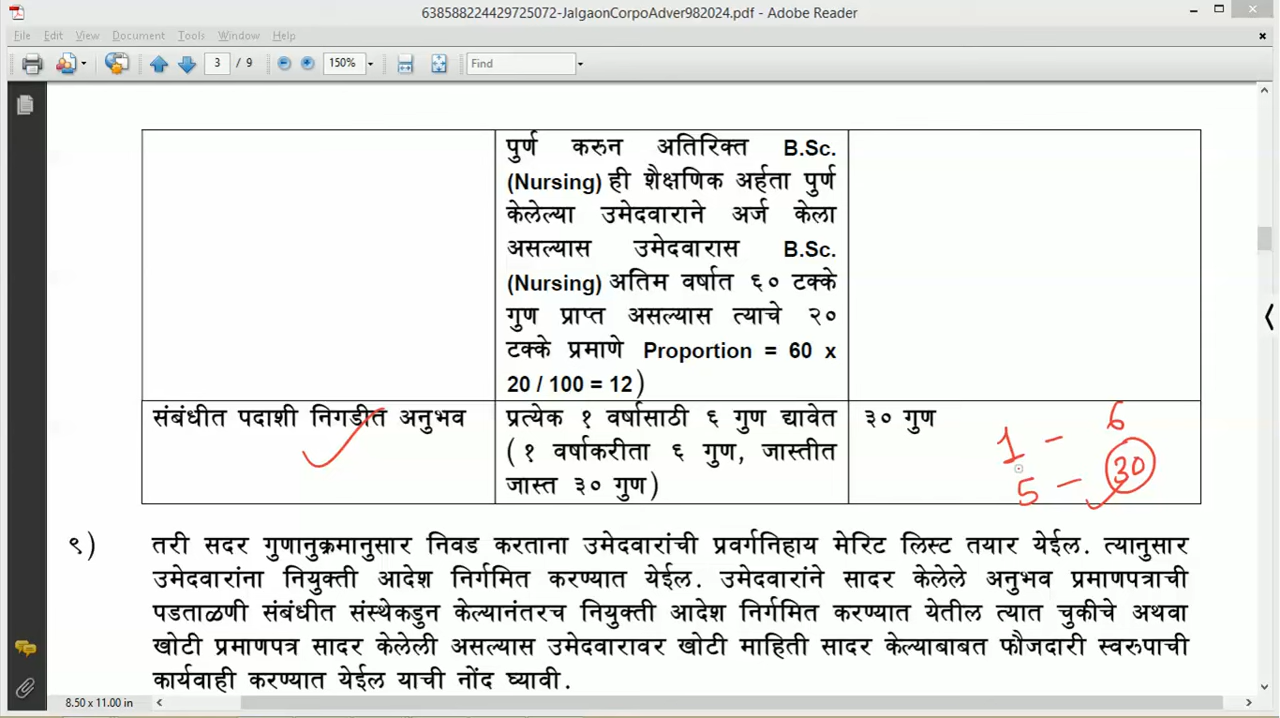 638588224429725072-JalgaonCorpoAdver982024.pdf - Adobe Reader
File Edit View Document Tools Window Help
3 / 9 150% Find
पुर्ण करुन अतिरिक्त B.Sc.
(Nursing) ही शैक्षणिक अर्हता पुर्ण
केलेल्या उमेदवाराने अर्ज केला
असल्यास उमेदवारास B.Sc.
(Nursing) अतिम वर्षात ६० टक्के
गुण प्राप्त असल्यास त्याचे २०
टक्के प्रमाणे Proportion = 60 x
20 / 100 = 12)
संबंधीत पदाशी निगडीत अनुभव
प्रत्येक १ वर्षासाठी ६ गुण द्यावेत
(१ वर्षाकरीता ६ गुण, जास्तीत
जास्त ३० गुण)
३० गुण
1 - 6
5 - 30
९) तरी सदर गुणानुक्रमानुसार निवड करताना उमेदवारांची प्रवर्गनिहाय मेरिट लिस्ट तयार येईल. त्यानुसार
उमेदवारांना नियुक्ती आदेश निर्गमित करण्यात येईल. उमेदवारांने सादर केलेले अनुभव प्रमाणपत्राची
पडताळणी संबंधीत संस्थेकडुन केल्यानंतरच नियुक्ती आदेश निर्गमित करण्यात येतील त्यात चुकीचे अथवा
खोटी प्रमाणपत्र सादर केलेली असल्यास उमेदवारावर खोटी माहिती सादर केल्याबाबत फौजदारी स्वरुपाची
कार्यवाही करण्यात येईल याची नोंद घ्यावी.
8.50 x 11.00 in